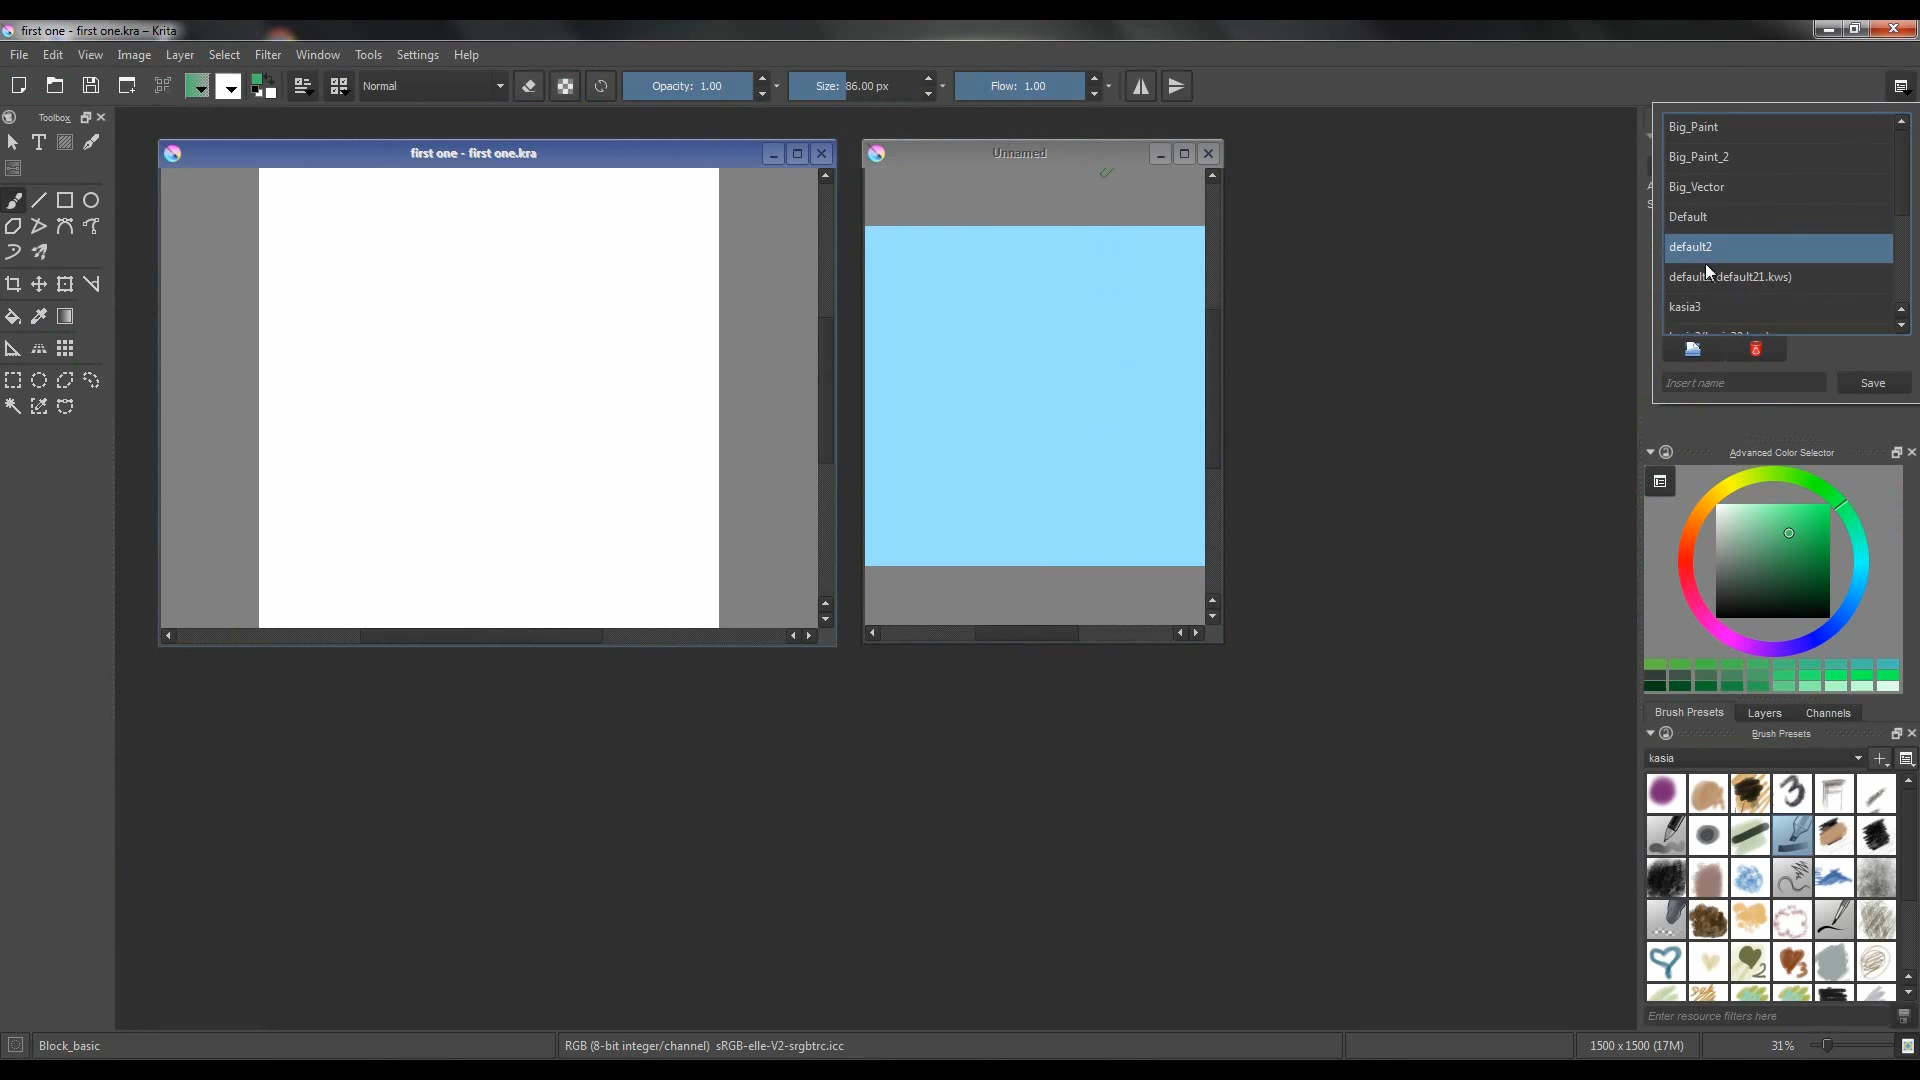 first one - first one.kra – Krita
File Edit View Image Layer Select Filter Window Tools Settings Help
Normal
Opacity: 1.00
Size: 86.00 px
Flow: 1.00
Toolbox
first one - first one.kra
Unnamed
Big_Paint
Big_Paint_2
Big_Vector
Default
default2
default21.kws)
kasia3
Insert name
Save
Advanced Color Selector
Brush Presets Layers Channels
Brush Presets
kasia
Enter resource filters here
Block_basic
RGB (8-bit integer/channel) sRGB-elle-V2-srgbtrc.icc
1500 x 1500 (17M)
31%